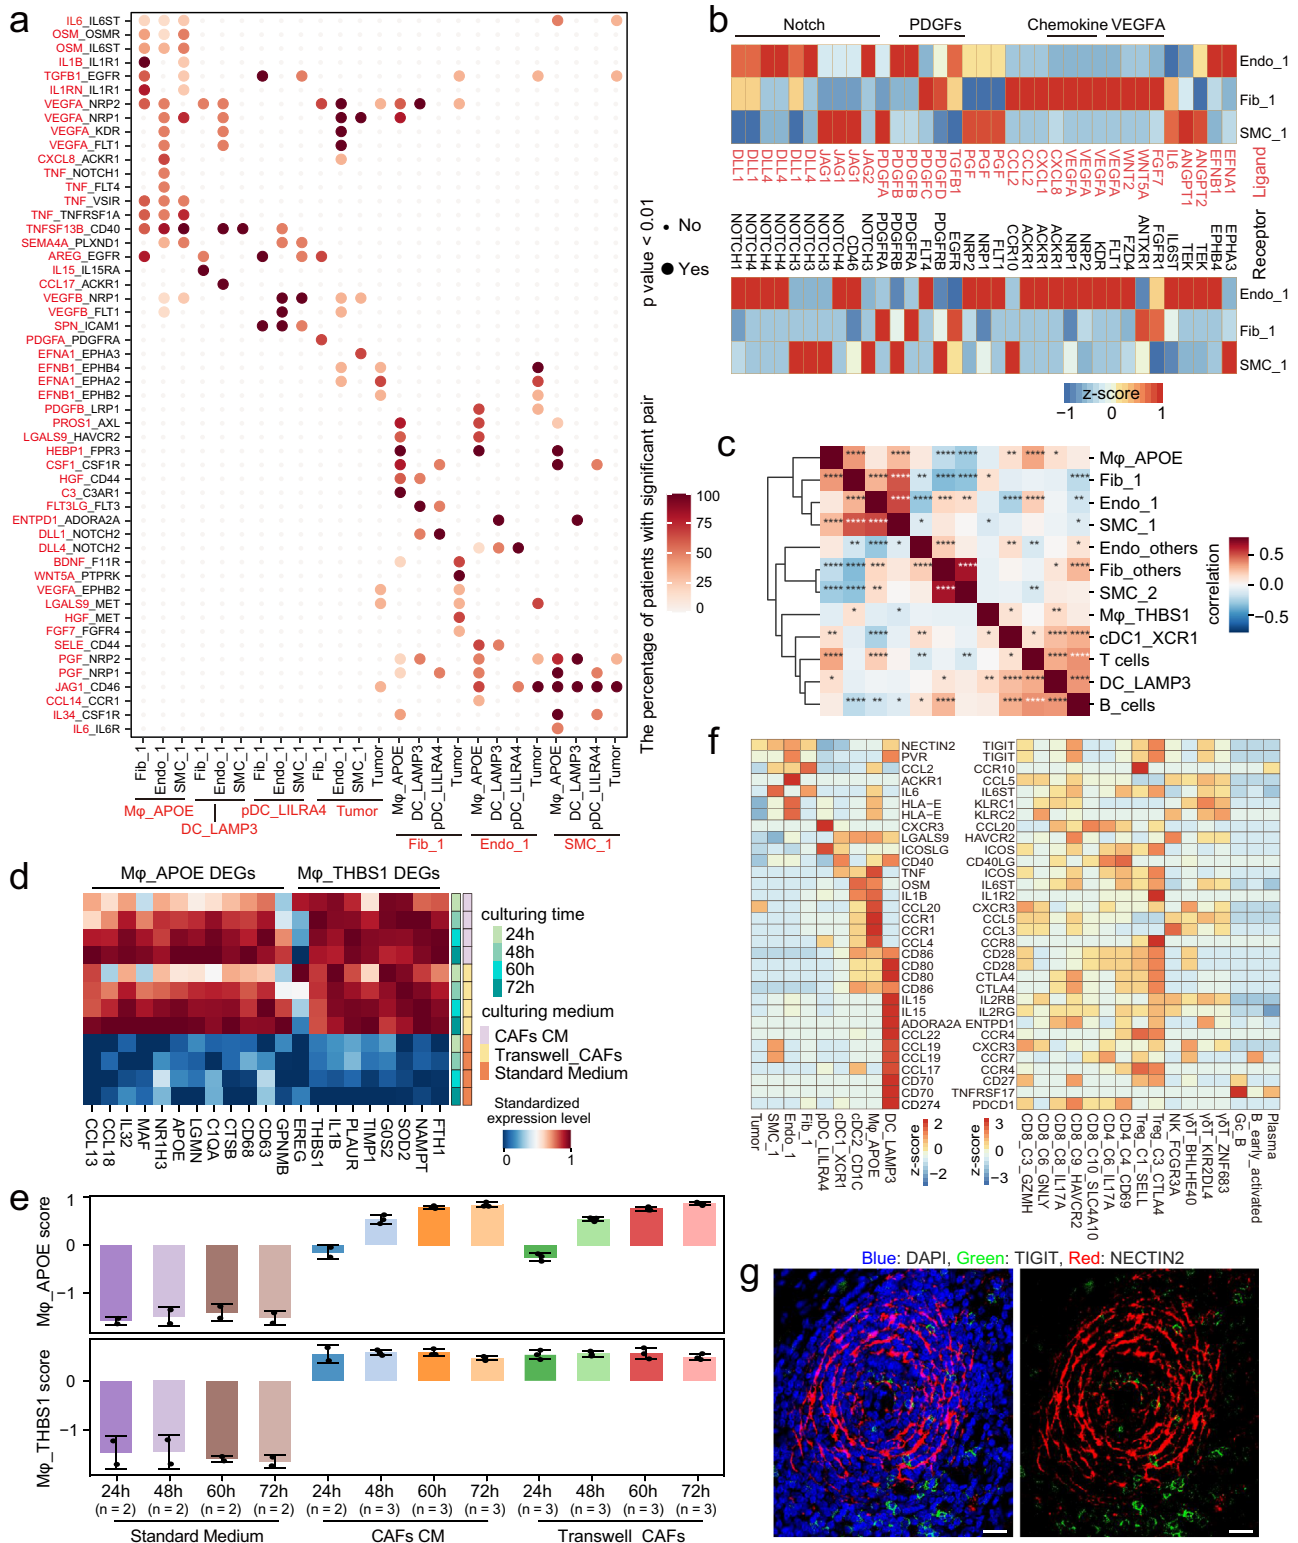 a
IL6_IL6ST
OSM_OSMR
OSM_IL6ST
IL1B_IL1R1
TGFB1_EGFR
IL1RN_IL1R1
VEGFA_NRP2
VEGFA_NRP1
VEGFA_KDR
VEGFA_FLT1
CXCL8_ACKR1
TNF_NOTCH1
TNF_FLT4
TNF_VSIR
TNF_TNFRSF1A
TNFSF13B_CD40
SEMA4A_PLXND1
AREG_EGFR
IL15_IL15RA
CCL17_ACKR1
VEGFB_NRP1
VEGFB_FLT1
SPN_ICAM1
PDGFA_PDGFRA
EFNA1_EPHA3
EFNB1_EPHB4
EFNA1_EPHA2
EFNB1_EPHB2
PDGFB_LRP1
PROS1_AXL
LGALS9_HAVCR2
HEBP1_FPR3
CSF1_CSF1R
HGF_CD44
C3_C3AR1
FLT3LG_FLT3
ENTPD1_ADORA2A
DLL1_NOTCH2
DLL4_NOTCH2
BDNF_F11R
WNT5A_PTPRK
VEGFA_EPHB2
LGALS9_MET
HGF_MET
FGF7_FGFR4
SELE_CD44
PGF_NRP2
PGF_NRP1
JAG1_CD46
CCL14_CCR1
IL34_CSF1R
IL6_IL6R
Fib_1
Endo_1
SMC_1
Fib_1
Endo_1
SMC_1
Fib_1
Endo_1
SMC_1
Fib_1
Endo_1
SMC_1
Tumor
Mφ_APOE
DC_LAMP3
pDC_LILRA4
Tumor
Mφ_APOE
DC_LAMP3
pDC_LILRA4
Tumor
Mφ_APOE
DC_LAMP3
pDC_LILRA4
Tumor
Mφ_APOE
DC_LAMP3
pDC_LILRA4
Tumor
Fib_1
Endo_1
SMC_1
p value < 0.01
No
Yes
The percentage of patients with significant pair
100
75
50
25
0
b
Notch
PDGFs
Chemokine
VEGFA
Endo_1
Fib_1
SMC_1
DLL1
DLL1
DLL4
DLL4
DLL1
DLL4
JAG1
JAG1
JAG1
JAG2
PDGFA
PDGFB
PDGFB
PDGFC
PDGFD
TGFB1
PGF
PGF
PGF
CCL2
CCL2
CXCL1
CXCL8
VEGFA
VEGFA
VEGFA
VEGFA
WNT2
WNT5A
FGF7
IL6
ANGPT1
ANGPT2
EFNB1
EFNA1
Ligand
NOTCH1
NOTCH4
NOTCH1
NOTCH4
NOTCH3
NOTCH3
NOTCH3
NOTCH4
CD46
NOTCH3
PDGFRA
PDGFRB
PDGFRA
FLT4
PDGFRB
EGFR
NRP2
NRP1
FLT1
CCR10
ACKR1
ACKR1
ACKR1
NRP1
NRP2
KDR
FLT1
FZD4
ANTXR1
FGFR1
IL6ST
TEK
TEK
EPHB4
EPHA3
Receptor
Endo_1
Fib_1
SMC_1
z-score
−1
0
1
c
Mφ_APOE
Fib_1
Endo_1
SMC_1
Endo_others
Fib_others
SMC_2
Mφ_THBS1
cDC1_XCR1
T cells
DC_LAMP3
B_cells
0.5
0.0
−0.5
correlation
d
Mφ_APOE DEGs
Mφ_THBS1 DEGs
culturing time
24h
48h
60h
72h
culturing medium
CAFs CM
Transwell_CAFs
Standard Medium
Standardized
expression level
0
1
CCL13
CCL18
IL32
MAF
NR1H3
APOE
LGMN
C1QA
CTSB
CD68
CD63
GPNMB
EREG
THBS1
IL1B
PLAUR
TIMP1
G0S2
SOD2
NAMPT
FTH1
e
Mφ_APOE score
1
0
−1
Mφ_THBS1 score
0
−1
24h
48h
60h
72h
24h
48h
60h
72h
24h
48h
60h
72h
(n = 2)
(n = 2)
(n = 2)
(n = 2)
(n = 3)
(n = 3)
(n = 3)
(n = 3)
(n = 3)
(n = 3)
(n = 3)
(n = 3)
Standard Medium
CAFs CM
Transwell_CAFs
f
NECTIN2
PVR
CCL2
ACKR1
IL6
HLA−E
HLA−E
CXCR3
LGALS9
ICOSLG
CD40
TNF
OSM
IL1B
CCL20
CCR1
CCR1
CCL4
CD86
CD80
CD80
CD86
IL15
IL15
ADORA2A
CCL22
CCL19
CCL19
CCL17
CD70
CD70
CD274
TIGIT
TIGIT
CCR10
CCL5
IL6ST
KLRC1
KLRC2
CCL20
HAVCR2
ICOS
CD40LG
ICOS
IL6ST
IL1R2
CXCR3
CCL5
CCL3
CCR8
CD28
CD28
CTLA4
CTLA4
IL2RB
IL2RG
ENTPD1
CCR4
CXCR3
CCR7
CCR4
CD27
TNFRSF17
PDCD1
Tumor
SMC_1
Endo_1
Fib_1
pDC_LILRA4
cDC1_XCR1
cDC2_CD1C
Mφ_APOE
DC_LAMP3
z-score
2
0
−2
z-score
3
0
−3
CD8_C3_GZMH
CD8_C6_GNLY
CD8_C8_IL17A
CD8_C9_HAVCR2
CD8_C10_SLC4A10
CD4_C6_IL17A
CD4_C4_CD69
Treg_C1_SELL
Treg_C3_CTLA4
NK_FCGR3A
γδT_BHLHE40
γδT_KIR2DL4
γδT_ZNF683
Gc_B
B_early_activated
Plasma
g
Blue: DAPI, Green: TIGIT, Red: NECTIN2